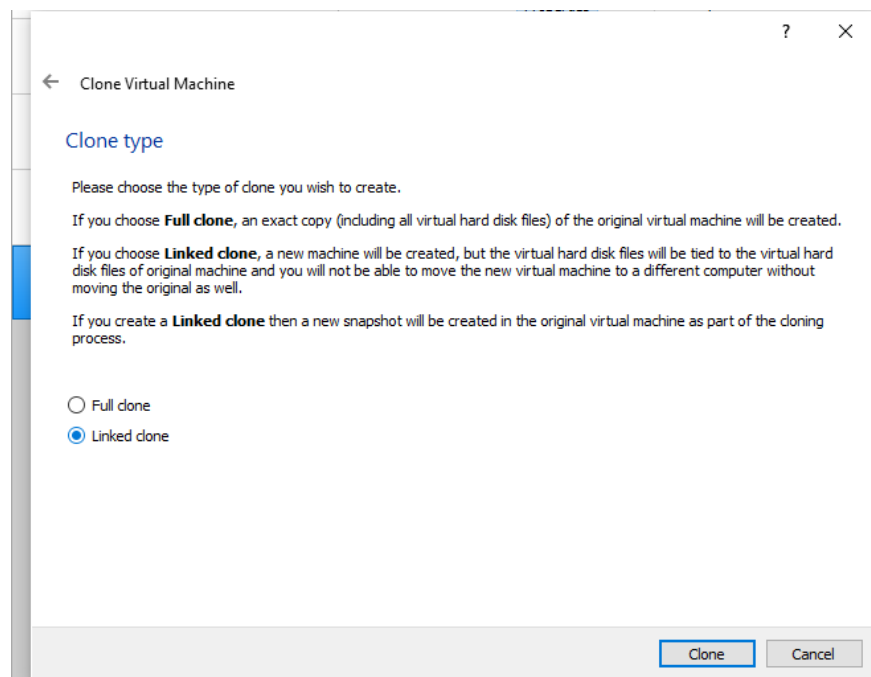 ?
Clone Virtual Machine
Clone type
Please choose the type of clone you wish to create.
If you choose Full clone, an exact copy (including all virtual hard disk files) of the original virtual machine will be created.
If you choose Linked clone, a new machine will be created, but the virtual hard disk files will be tied to the virtual hard
disk files of original machine and you will not be able to move the new virtual machine to a different computer without
moving the original as well.
If you create a Linked clone then a new snapshot will be created in the original virtual machine as part of the cloning
process.
Full clone
Linked clone
Clone
Cancel